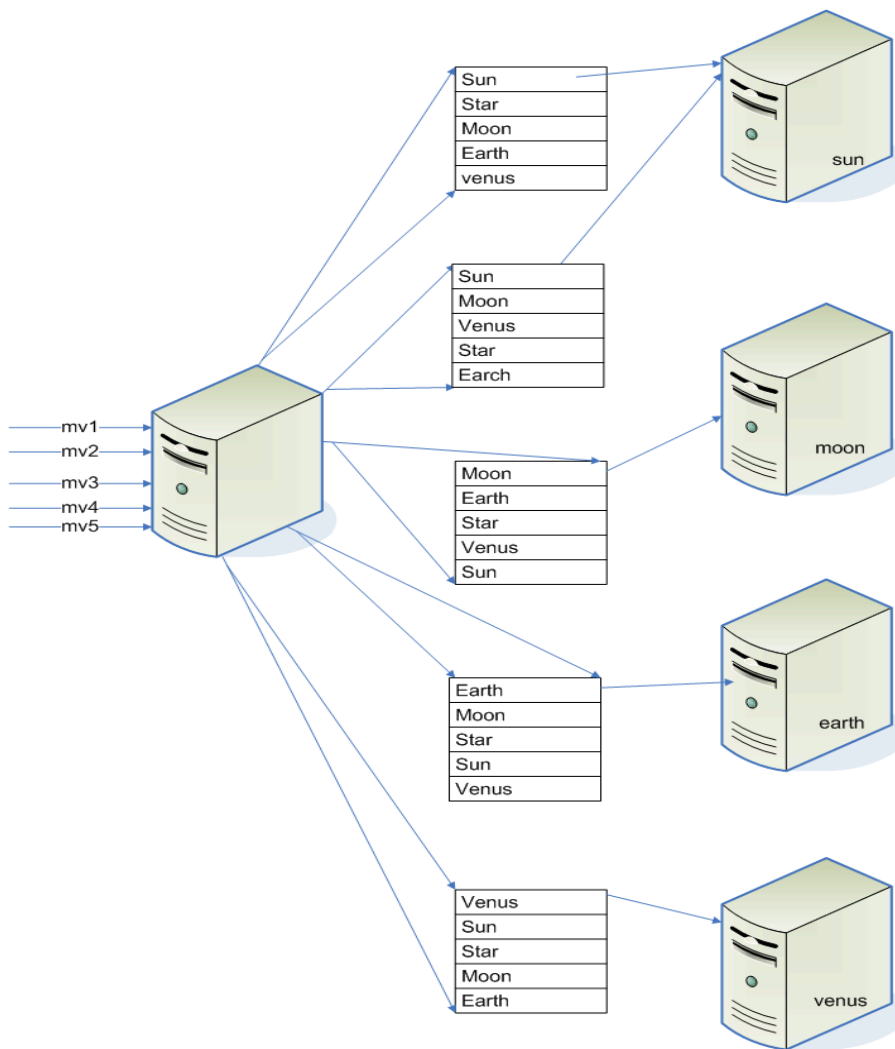 Sun
Star
Moon
Earth
venus
sun
Sun
Moon
Venus
Star
Earch
mv1
mv2
mv3
mv4
mv5
Moon
Earth
Star
Venus
Sun
moon
Earth
Moon
Star
Sun
Venus
earth
Venus
Sun
Star
Moon
Earth
venus